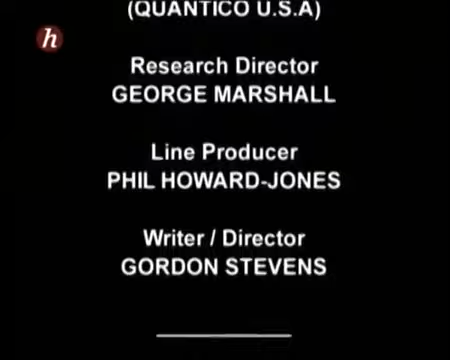 (QUANTICO U.S.A)
h
Research Director
GEORGE MARSHALL
Line Producer
PHIL HOWARD-JONES
Writer / Director
GORDON STEVENS